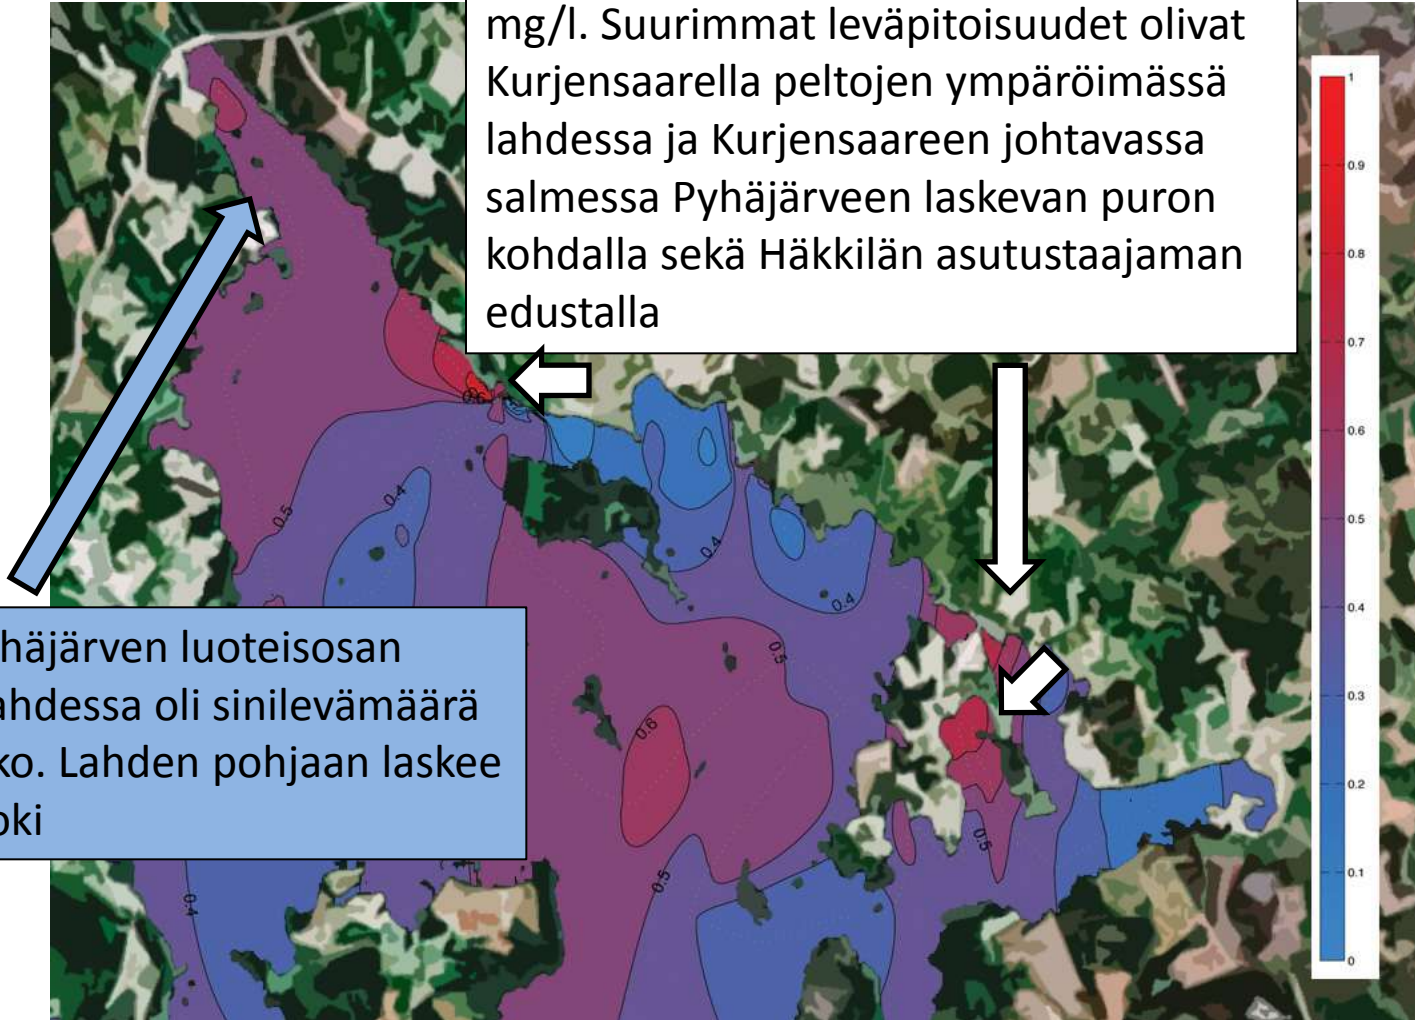 mg/l. Suurimmat leväpitoisuudet olivat
Kurjensaarella peltojen ympäröimässä
lahdessa ja Kurjensaareen johtavassa
salmessa Pyhäjärveen laskevan puron
kohdalla sekä Häkkilän asutustaajaman
edustalla
häjärven luoteisosan
ahdessa oli sinilevämäärä
ko. Lahden pohjaan laskee
oki
1
0.9
0.8
0.7
0.6
0.5
0.4
0.3
0.2
0.1
0
0.6
0.4
0.5
0.4
0.4
0.5
0.6
0.5
0.5
0.4